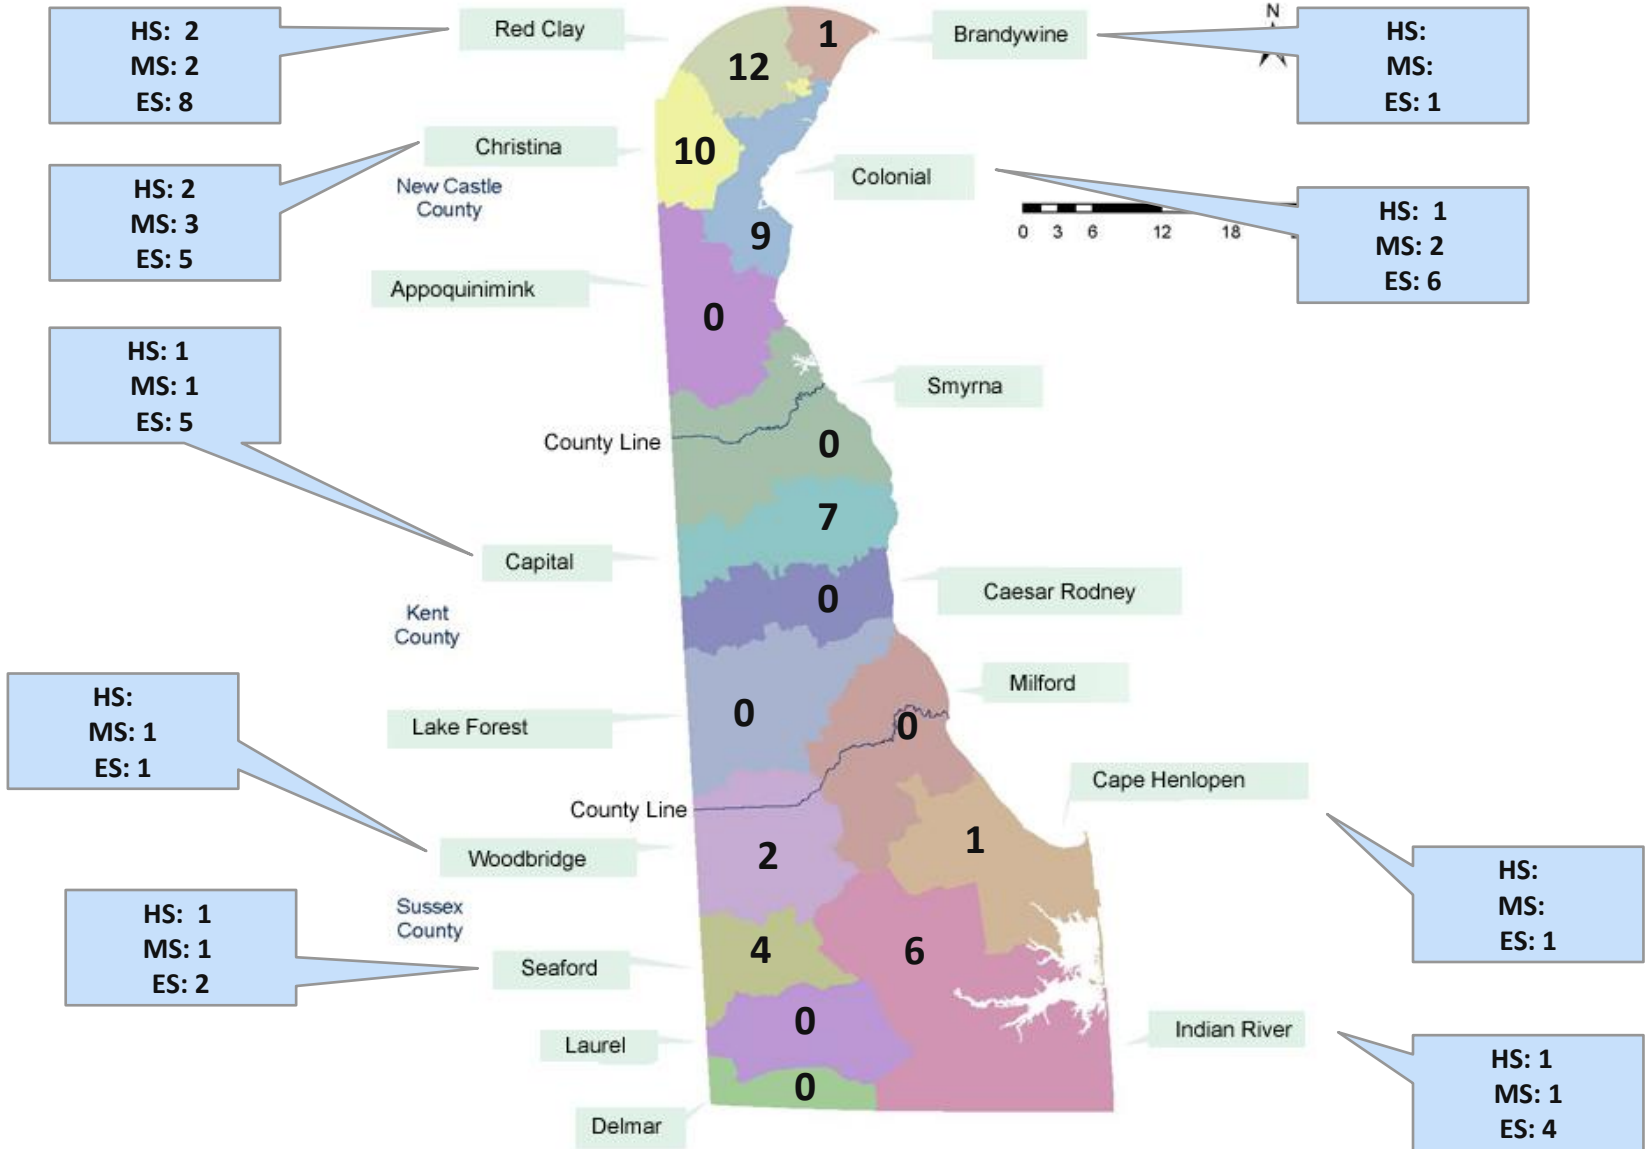 HS: 2
MS: 2
ES: 8
Red Clay
1
12
Brandywine
N
HS:
MS:
ES: 1
Christina
10
New Castle
County
HS: 2
MS: 3
ES: 5
Colonial
9
0 3 6 12 18
HS: 1
MS: 2
ES: 6
Appoquinimink
0
HS: 1
MS: 1
ES: 5
Smyrna
County Line
0
7
Capital
0
Caesar Rodney
Kent
County
Milford
HS:
MS: 1
ES: 1
Lake Forest
0
0
Cape Henlopen
County Line
Woodbridge
2
1
HS:
MS:
ES: 1
HS: 1
MS: 1
ES: 2
Sussex
County
Seaford
4
6
Laurel
0
Indian River
HS: 1
MS: 1
ES: 4
0
Delmar